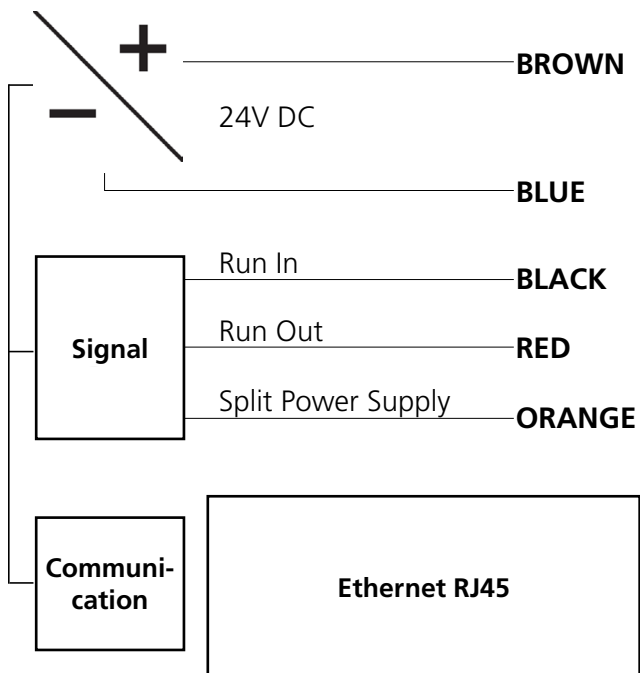 + BROWN
−
24V DC
BLUE
Run In
BLACK
Signal
Run Out
RED
Split Power Supply
ORANGE
Communi-
cation
Ethernet RJ45